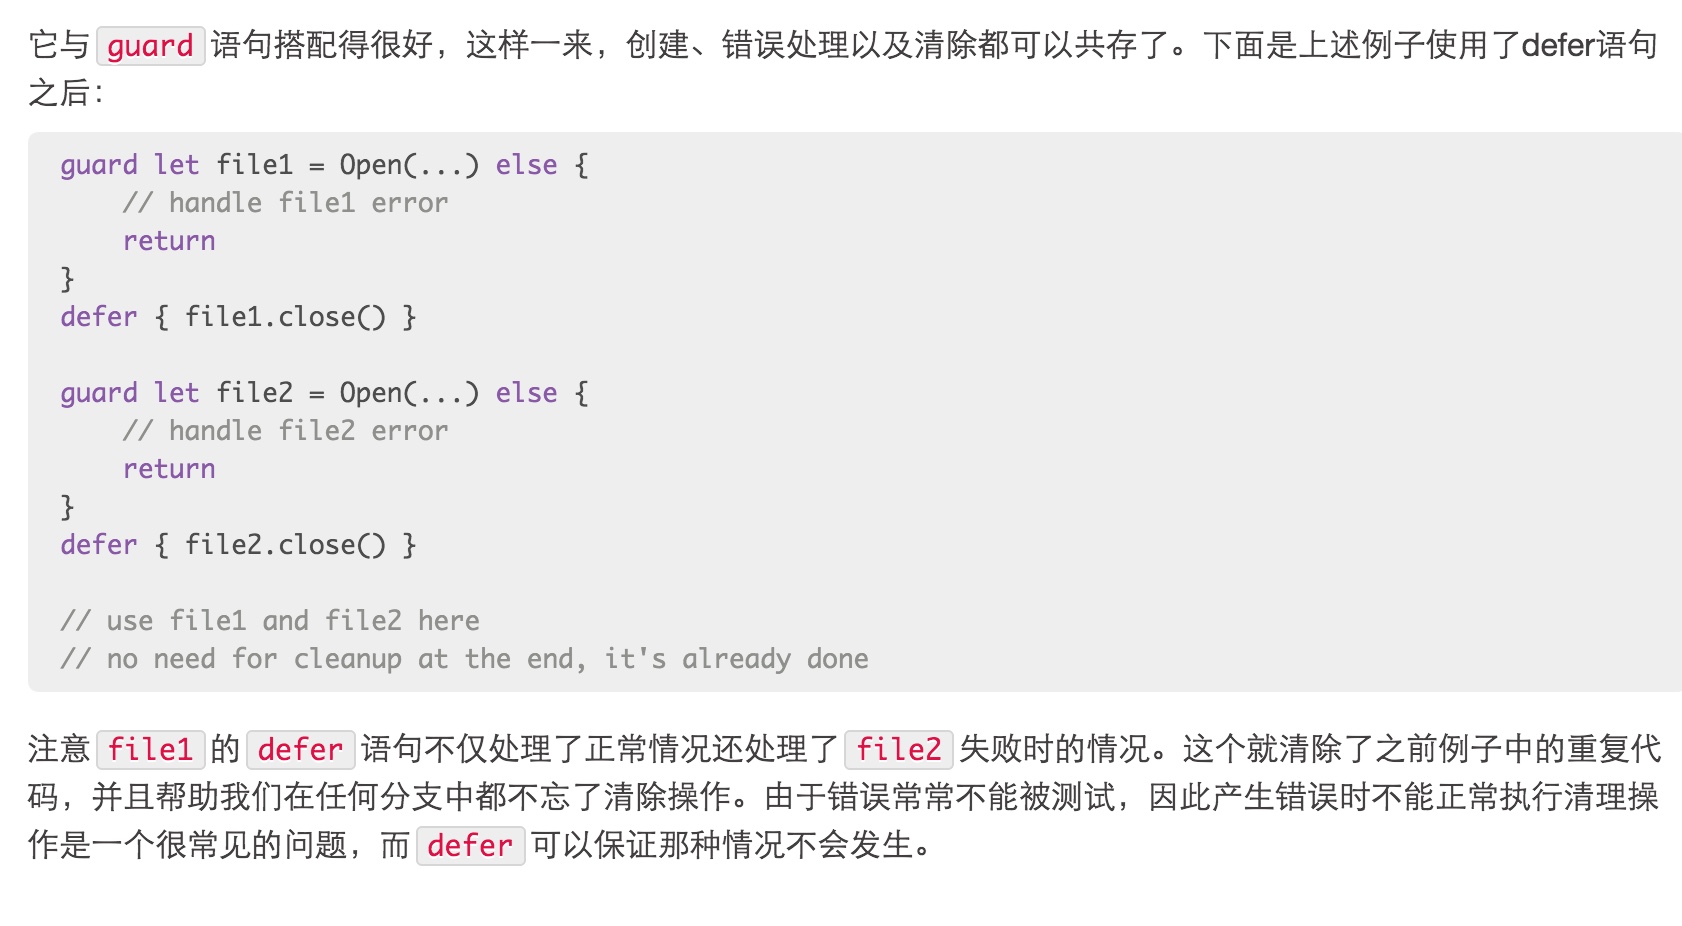 它与 guard 语句搭配得很好，这样一来，创建、错误处理以及清除都可以共存了。下面是上述例子使用了defer语句
之后：
guard let file1 = Open(...) else {
    // handle file1 error
    return
}
defer { file1.close() }
guard let file2 = Open(...) else {
    // handle file2 error
    return
}
defer { file2.close() }
// use file1 and file2 here
// no need for cleanup at the end, it's already done
注意 file1 的 defer 语句不仅处理了正常情况还处理了 file2 失败时的情况。这个就清除了之前例子中的重复代
码，并且帮助我们在任何分支中都不忘了清除操作。由于错误常常不能被测试，因此产生错误时不能正常执行清理操
作是一个很常见的问题，而 defer 可以保证那种情况不会发生。